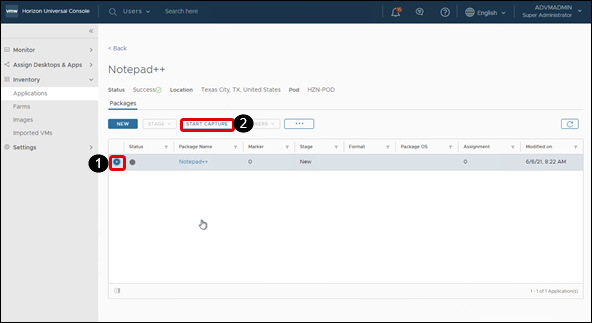 vmw Horizon Universal Console Users Search here English ADVMADMIN
Super Administrator
Monitor
Assign Desktops & Apps
Inventory
Applications
Farms
Images
Imported VMs
Settings
< Back
Notepad++
Status Success Location Texas City, TX, United States Pod HZN-POD
Packages
NEW STAGE START CAPTURE 2 ...
Status Package Name Marker Stage Format Package OS Assignment Modified on
1 Notepad++ 0 New 0 6/6/21, 8:22 AM
1 - 1 of 1 Application(s)